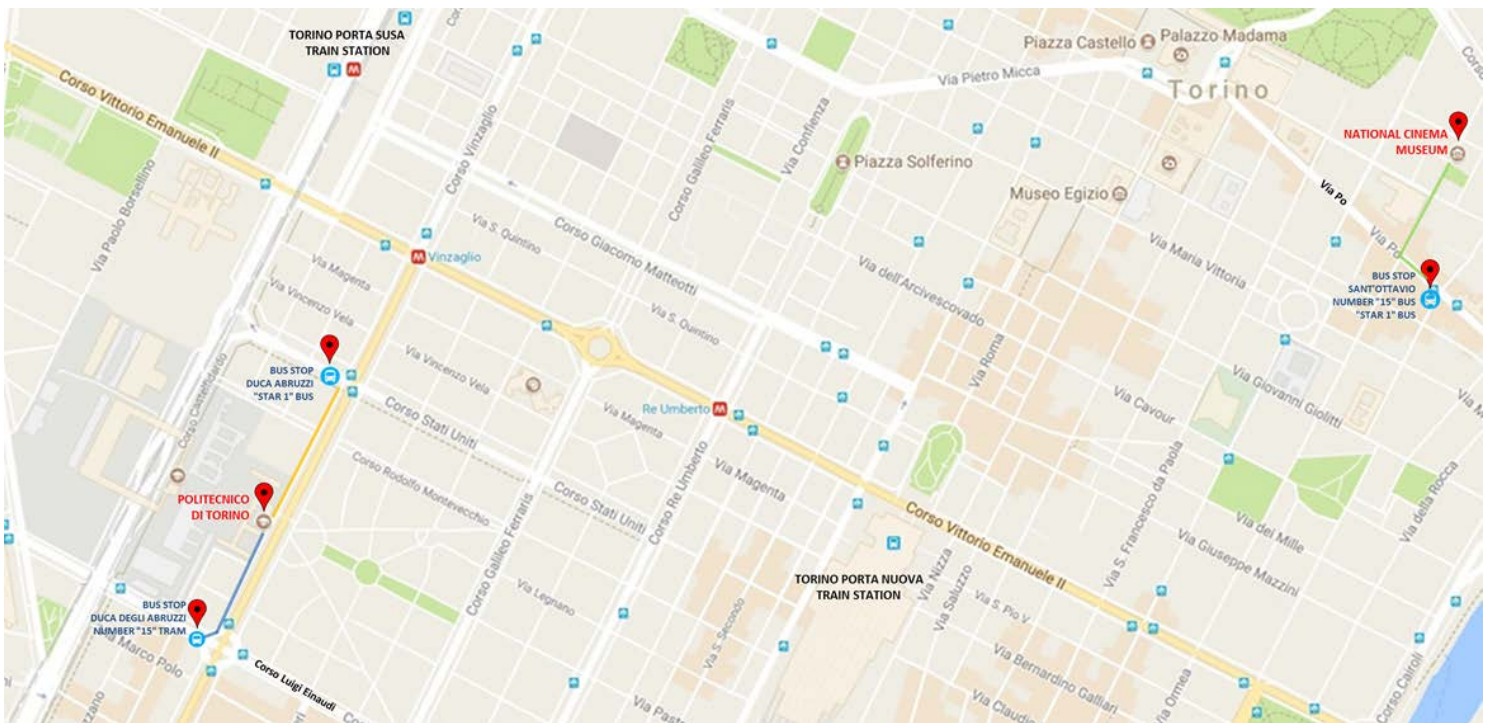 TORINO PORTA SUSA
TRAIN STATION
Corso Vittorio Emanuele II
Via Paolo Borsellino
Corso Vinzaglio
Corso Galileo Ferraris
Via Confienza
Via Pietro Micca
Piazza Castello
Palazzo Madama
Torino
Corso
NATIONAL CINEMA
MUSEUM
Piazza Solferino
Museo Egizio
Via Po
Via Po
Via S. Quintino
Vinzaglio
Corso Giacomo Matteotti
Via dell'Arcivescovado
Via Maria Vittoria
BUS STOP
SANT'OTTAVIO
NUMBER "15" BUS
"STAR 1" BUS
Via Magenta
Via Vincenzo Vela
Via S. Quintino
Via Roma
Corso Castelfidardo
BUS STOP
DUCA ABRUZZI
"STAR 1" BUS
Via Vincenzo Vela
Via Giovanni Giolitti
Via Cavour
Re Umberto
Via Magenta
Corso Stati Uniti
Corso Rodolfo Montevecchio
Corso Stati Uniti
Corso Re Umberto
Via Magenta
Via S. Francesco da Paola
Via della Rocca
POLITECNICO
DI TORINO
Corso Vittorio Emanuele II
Via dei Mille
Via Giuseppe Mazzini
Corso Galileo Ferraris
TORINO PORTA NUOVA
TRAIN STATION
Via Nizza
Via Saluzzo
Via Legnano
Via S. Secondo
Via S. Pio V
BUS STOP
DUCA DEGLI ABRUZZI
NUMBER "15" TRAM
Via Marco Polo
Corso Luigi Einaudi
Via Bernardino Galliari
Via Ormea
Corso Cairoli
Via Claudio